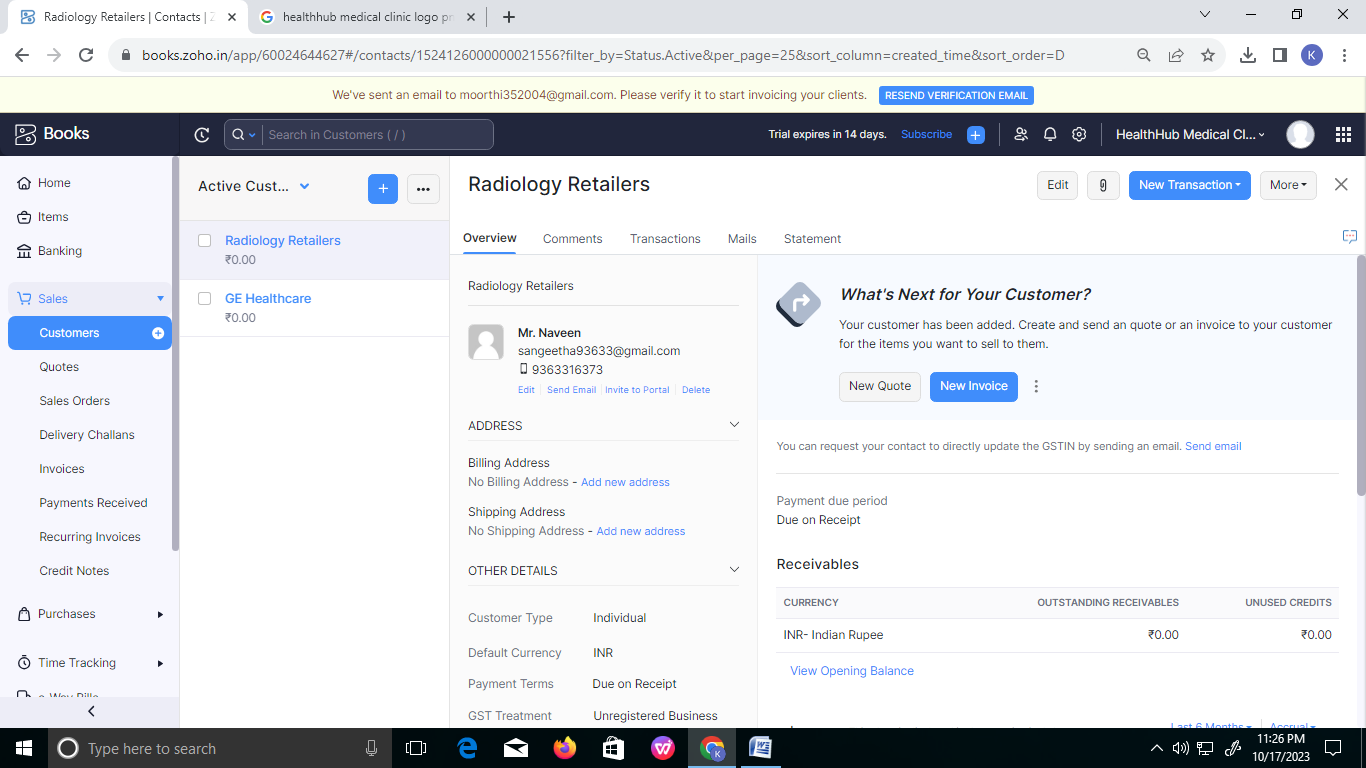 Radiology Retailers | Contacts |
healthhub medical clinic logo pn
books.zoho.in/app/60024644627#/contacts/1524126000000021556?filter_by=Status.Active&per_page=25&sort_column=created_time&sort_order=D
K
We've sent an email to moorthi352004@gmail.com. Please verify it to start invoicing your clients. RESEND VERIFICATION EMAIL
Books
Search in Customers ( / )
Trial expires in 14 days. Subscribe
HealthHub Medical Cl...
Home
Items
Banking
Sales
Customers
Quotes
Sales Orders
Delivery Challans
Invoices
Payments Received
Recurring Invoices
Credit Notes
Purchases
Time Tracking
e-Way Bills
Active Cust...
Radiology Retailers
₹0.00
GE Healthcare
₹0.00
Radiology Retailers
Edit
New Transaction
More
Overview Comments Transactions Mails Statement
Radiology Retailers
Mr. Naveen
sangeetha93633@gmail.com
9363316373
Edit | Send Email | Invite to Portal | Delete
ADDRESS
Billing Address
No Billing Address - Add new address
Shipping Address
No Shipping Address - Add new address
OTHER DETAILS
Customer Type Individual
Default Currency INR
Payment Terms Due on Receipt
GST Treatment Unregistered Business
What's Next for Your Customer?
Your customer has been added. Create and send an quote or an invoice to your customer
for the items you want to sell to them.
New Quote New Invoice
You can request your contact to directly update the GSTIN by sending an email. Send email
Payment due period
Due on Receipt
Receivables
CURRENCY OUTSTANDING RECEIVABLES UNUSED CREDITS
INR- Indian Rupee ₹0.00 ₹0.00
View Opening Balance
Last 6 Months Accrual
Type here to search
11:26 PM
10/17/2023